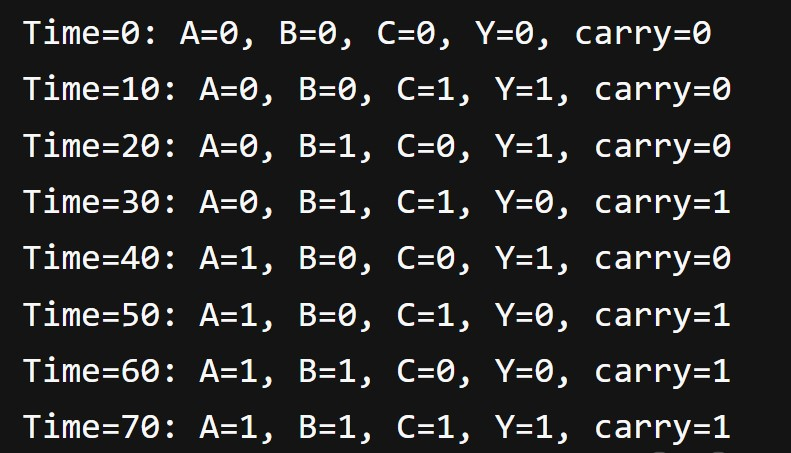 Time=0: A=0, B=0, C=0, Y=0, carry=0
Time=10: A=0, B=0, C=1, Y=1, carry=0
Time=20: A=0, B=1, C=0, Y=1, carry=0
Time=30: A=0, B=1, C=1, Y=0, carry=1
Time=40: A=1, B=0, C=0, Y=1, carry=0
Time=50: A=1, B=0, C=1, Y=0, carry=1
Time=60: A=1, B=1, C=0, Y=0, carry=1
Time=70: A=1, B=1, C=1, Y=1, carry=1